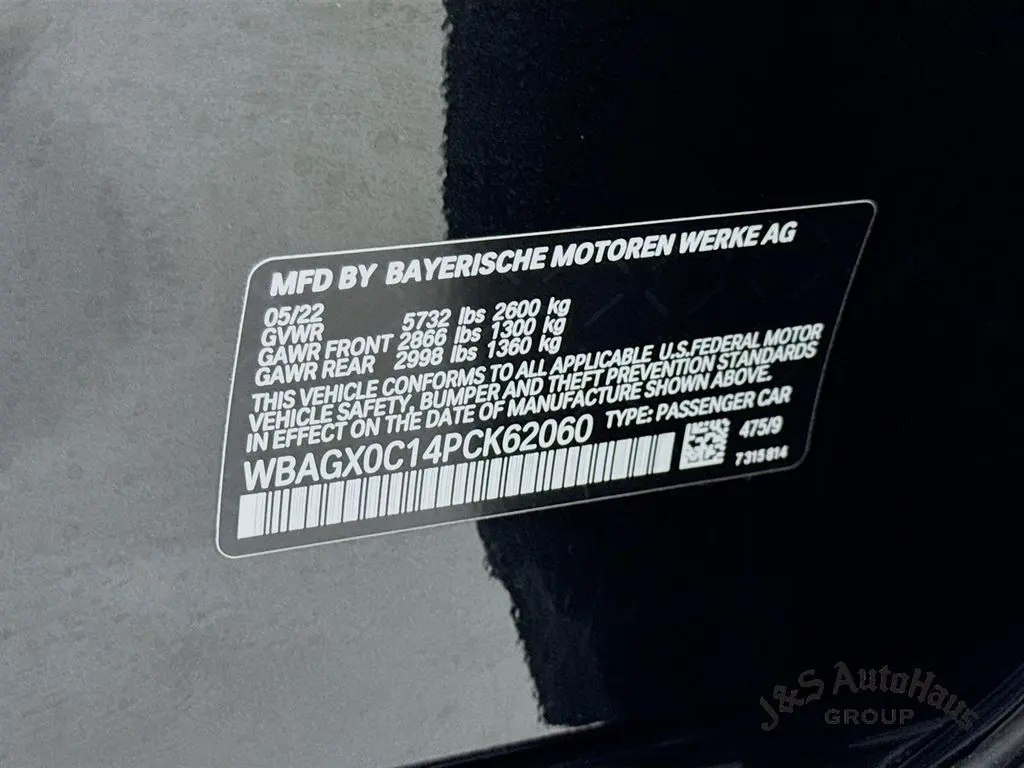 MFD BY BAYERISCHE MOTOREN WERKE AG
05/22
GVWR 5732 lbs 2600 kg
GAWR FRONT 2866 lbs 1300 kg
GAWR REAR 2998 lbs 1360 kg
THIS VEHICLE CONFORMS TO ALL APPLICABLE U.S.FEDERAL MOTOR
VEHICLE SAFETY, BUMPER AND THEFT PREVENTION STANDARDS
IN EFFECT ON THE DATE OF MANUFACTURE SHOWN ABOVE.
WBAGX0C14PCK62060 TYPE: PASSENGER CAR
475/9
7315814
J&S AutoHaus
GROUP